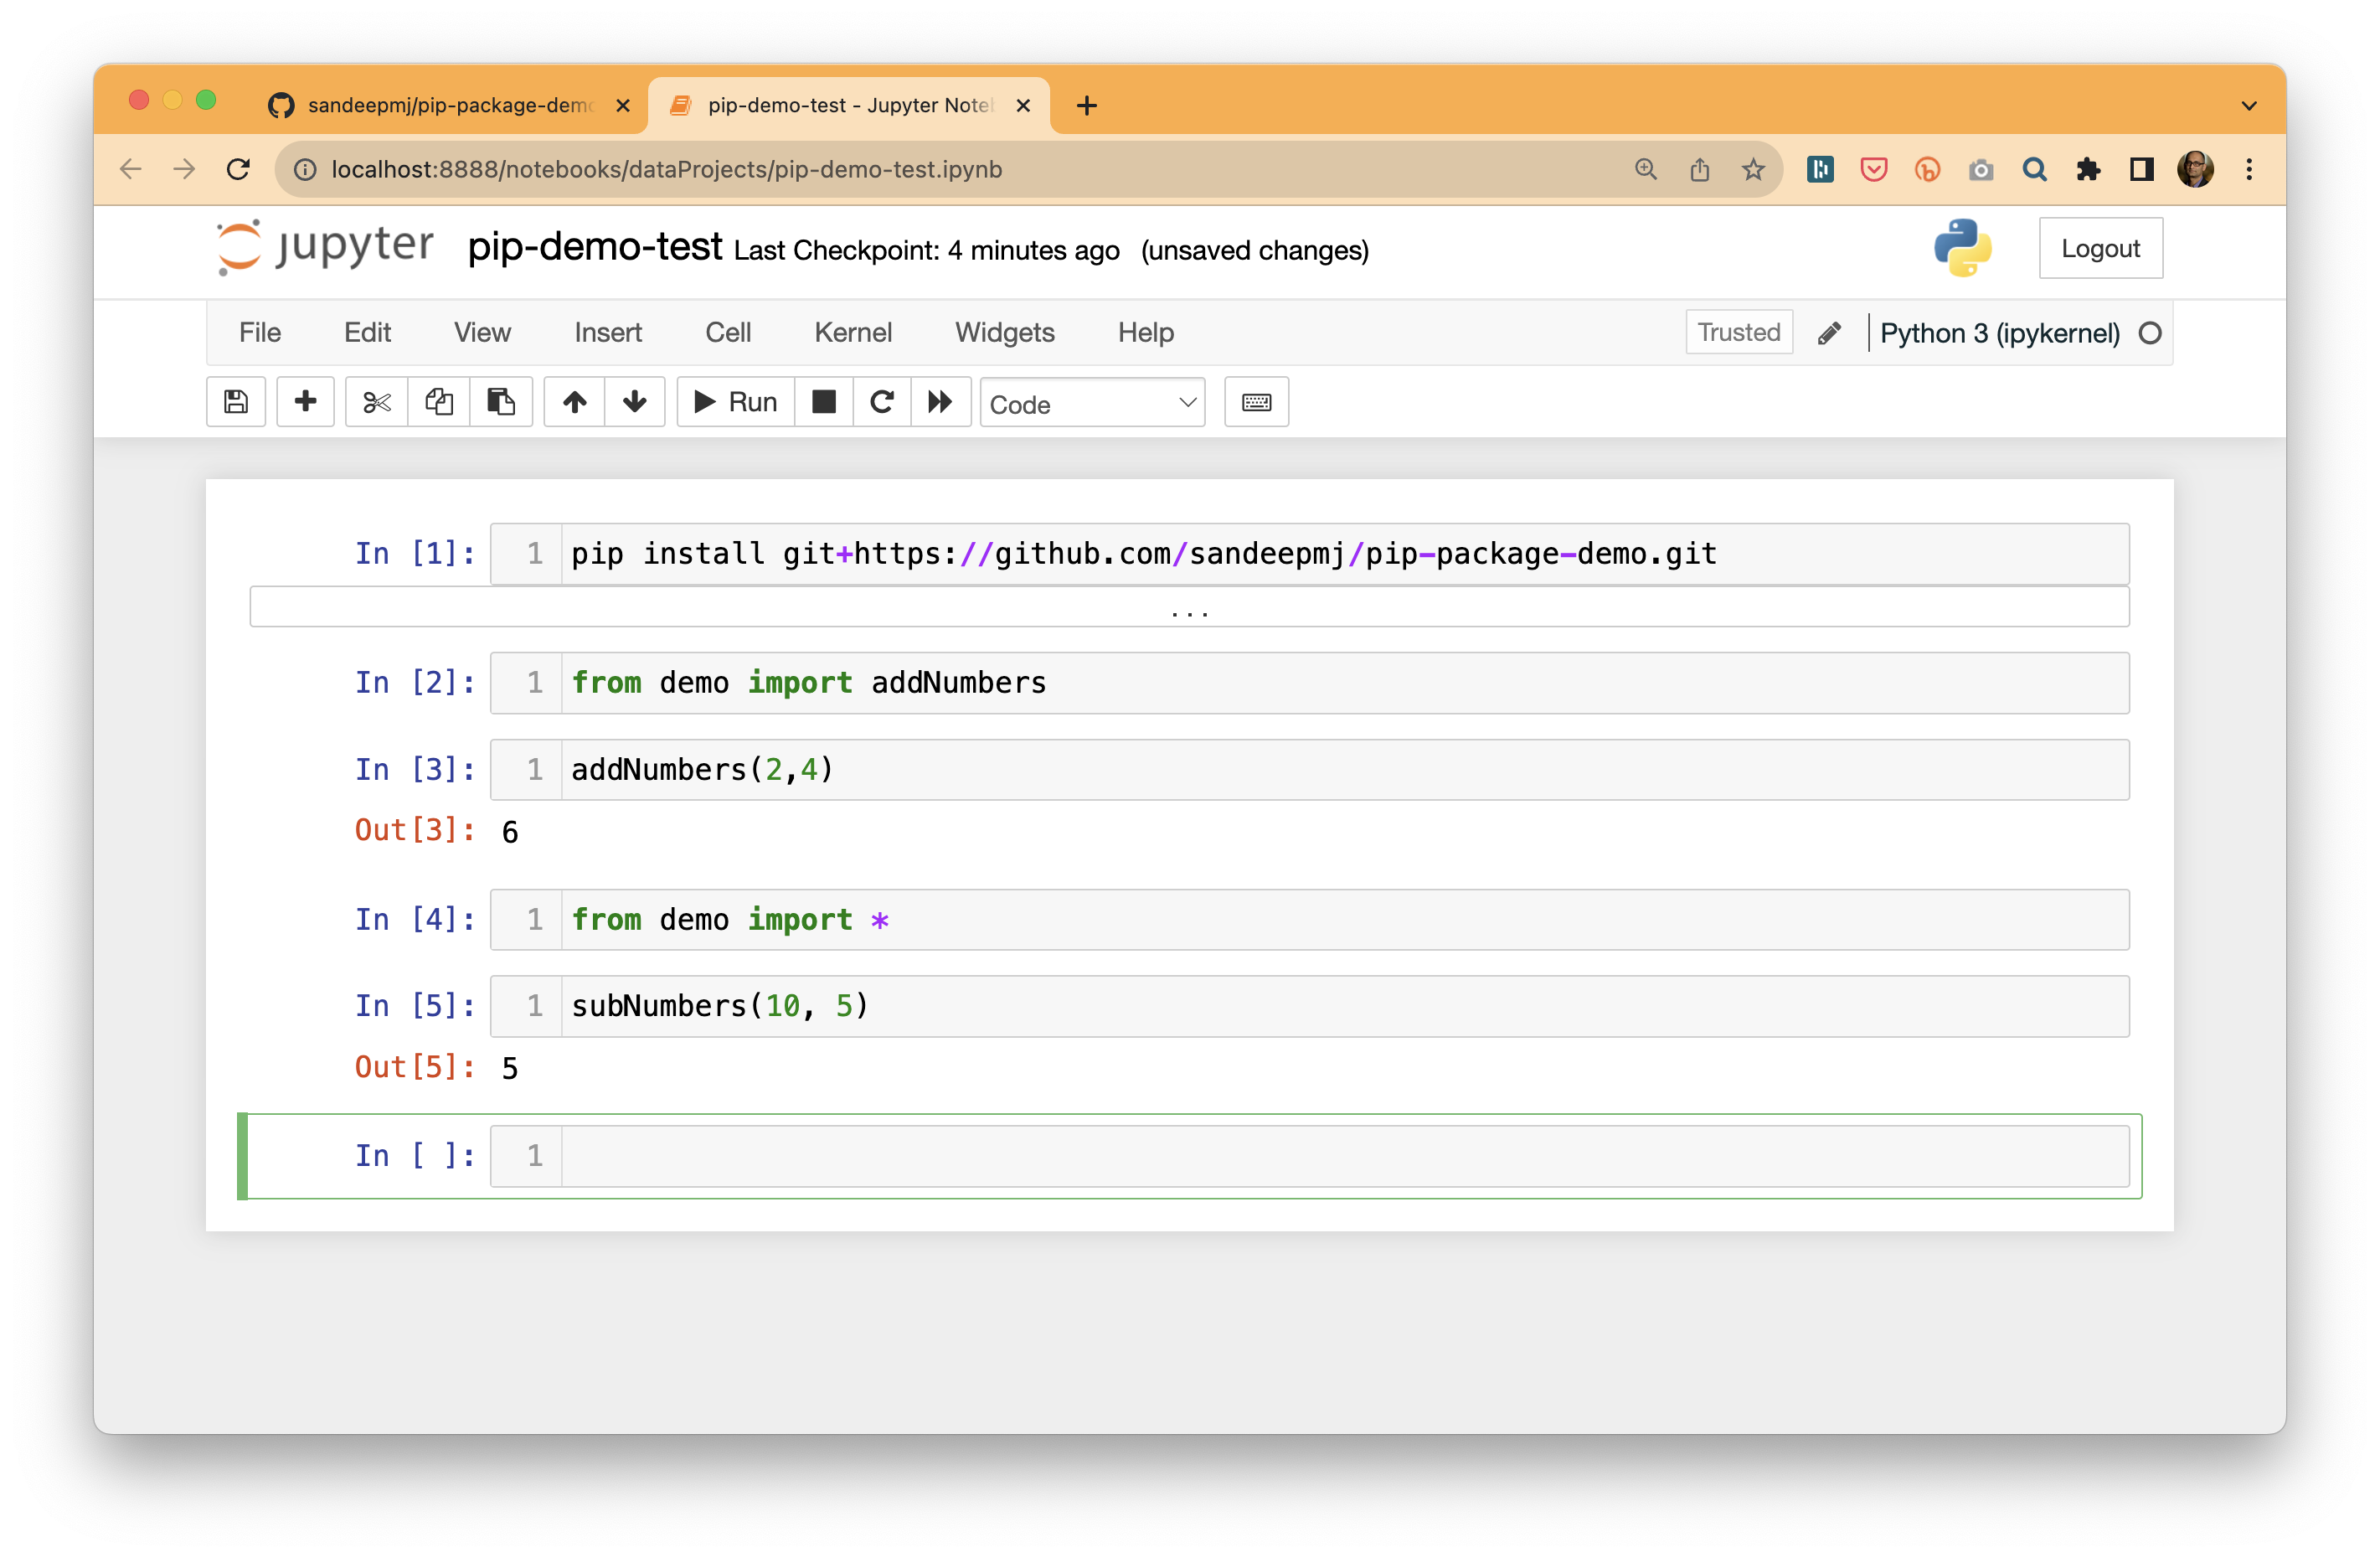 sandeepmj/pip-package-demo
pip-demo-test - Jupyter Note
localhost:8888/notebooks/dataProjects/pip-demo-test.ipynb
jupyter pip-demo-test Last Checkpoint: 4 minutes ago (unsaved changes)
Logout
File Edit View Insert Cell Kernel Widgets Help
Trusted Python 3 (ipykernel)
Run Code
In [1]: 1 pip install git+https://github.com/sandeepmj/pip-package-demo.git
...
In [2]: 1 from demo import addNumbers
In [3]: 1 addNumbers(2,4)
Out[3]: 6
In [4]: 1 from demo import *
In [5]: 1 subNumbers(10, 5)
Out[5]: 5
In [ ]: 1